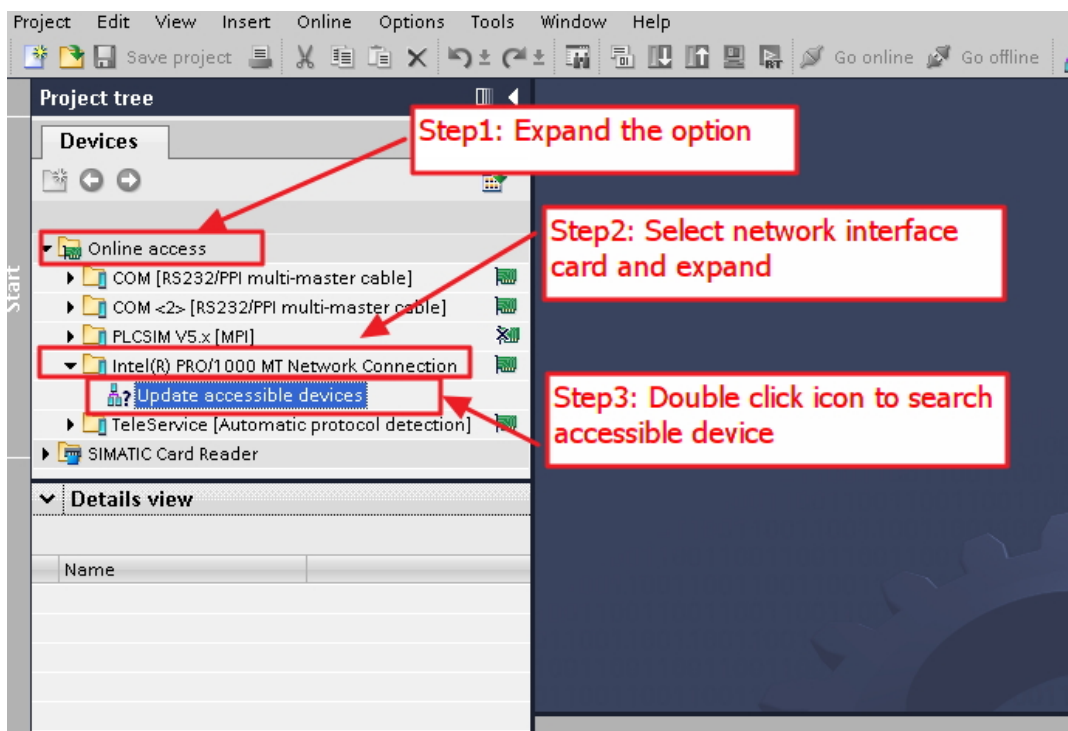 Project Edit View Insert Online Options Tools Window Help
Save project RT Go online Go offline
Project tree
Step1: Expand the option
Devices
Step2: Select network interface
card and expand
Online access
COM [RS232/PPI multi-master cable]
COM <2> [RS232/PPI multi-master cable]
PLCSIM V5.x [MPI]
Intel(R) PRO/1000 MT Network Connection
Update accessible devices
Step3: Double click icon to search
accessible device
TeleService [Automatic protocol detection]
SIMATIC Card Reader
Start
Details view
Name